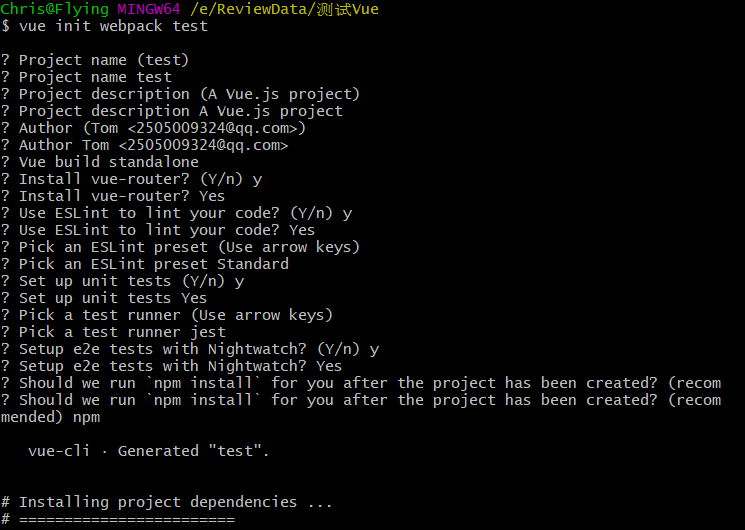 Chris@Flying MINGW64 /e/ReviewData/测试Vue
$ vue init webpack test
? Project name (test)
? Project name test
? Project description (A Vue.js project)
? Project description A Vue.js project
? Author (Tom <2505009324@qq.com>)
? Author Tom <2505009324@qq.com>
? Vue build standalone
? Install vue-router? (Y/n) y
? Install vue-router? Yes
? Use ESLint to lint your code? (Y/n) y
? Use ESLint to lint your code? Yes
? Pick an ESLint preset (Use arrow keys)
? Pick an ESLint preset Standard
? Set up unit tests (Y/n) y
? Set up unit tests Yes
? Pick a test runner (Use arrow keys)
? Pick a test runner jest
? Setup e2e tests with Nightwatch? (Y/n) y
? Setup e2e tests with Nightwatch? Yes
? Should we run `npm install` for you after the project has been created? (recom
? Should we run `npm install` for you after the project has been created? (recom
mended) npm
vue-cli · Generated "test".
# Installing project dependencies ...
# ========================